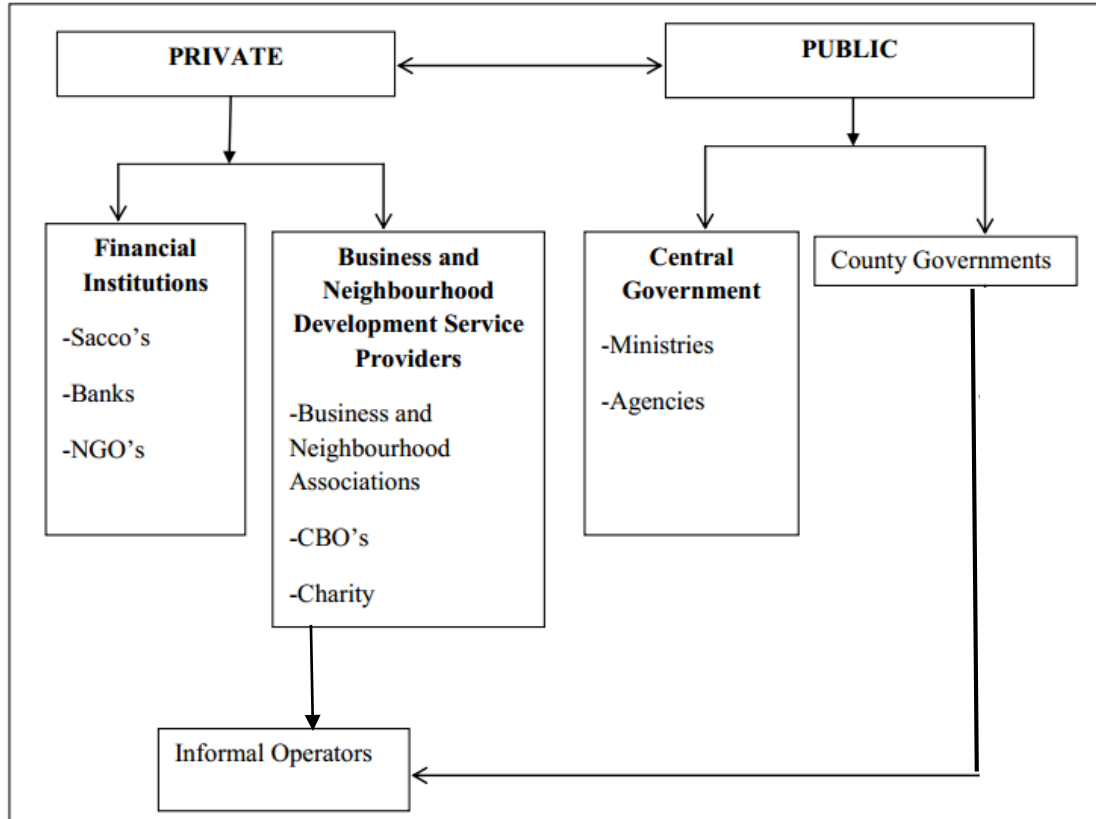 PRIVATE
PUBLIC
Financial
Institutions
-Sacco’s
-Banks
-NGO’s
Business and
Neighbourhood
Development Service
Providers
-Business and
Neighbourhood
Associations
-CBO’s
-Charity
Central
Government
-Ministries
-Agencies
County Governments
Informal Operators